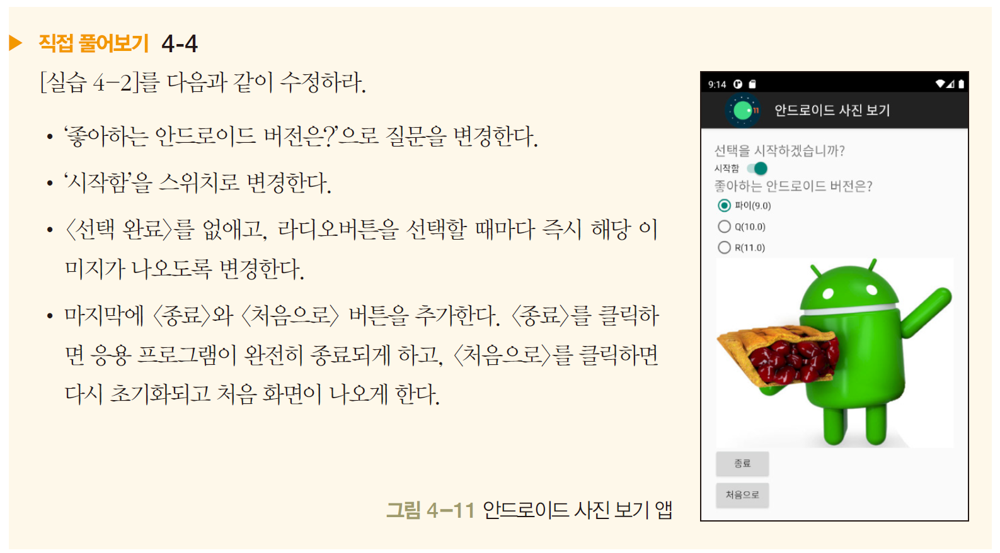 직접 풀어보기 4-4
[실습 4-2]를 다음과 같이 수정하라.
• ‘좋아하는 안드로이드 버전은?’으로 질문을 변경한다.
• ‘시작함’을 스위치로 변경한다.
• 〈선택 완료〉를 없애고, 라디오버튼을 선택할 때마다 즉시 해당 이
미지가 나오도록 변경한다.
• 마지막에 〈종료〉와 〈처음으로〉 버튼을 추가한다. 〈종료〉를 클릭하
면 응용 프로그램이 완전히 종료되게 하고, 〈처음으로〉를 클릭하면
다시 초기화되고 처음 화면이 나오게 한다.
그림 4-11 안드로이드 사진 보기 앱
9:14
11 안드로이드 사진 보기
선택을 시작하겠습니까?
시작함
좋아하는 안드로이드 버전은?
파이(9.0)
Q(10.0)
R(11.0)
종료
처음으로